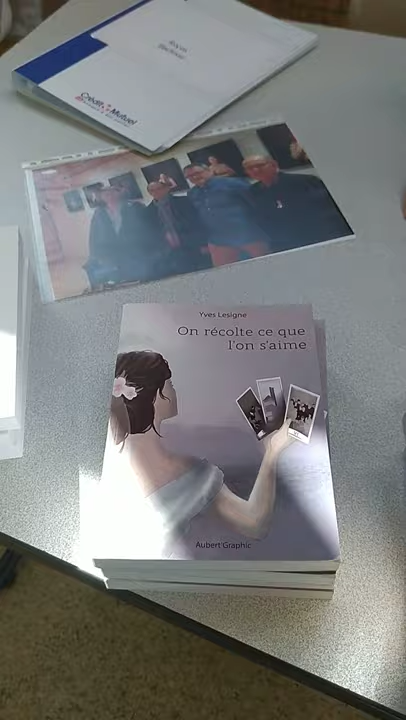 Crédit Mutuel
Yves Lesigne
On récolte ce que
l'on s'aime
Aubert Graphic